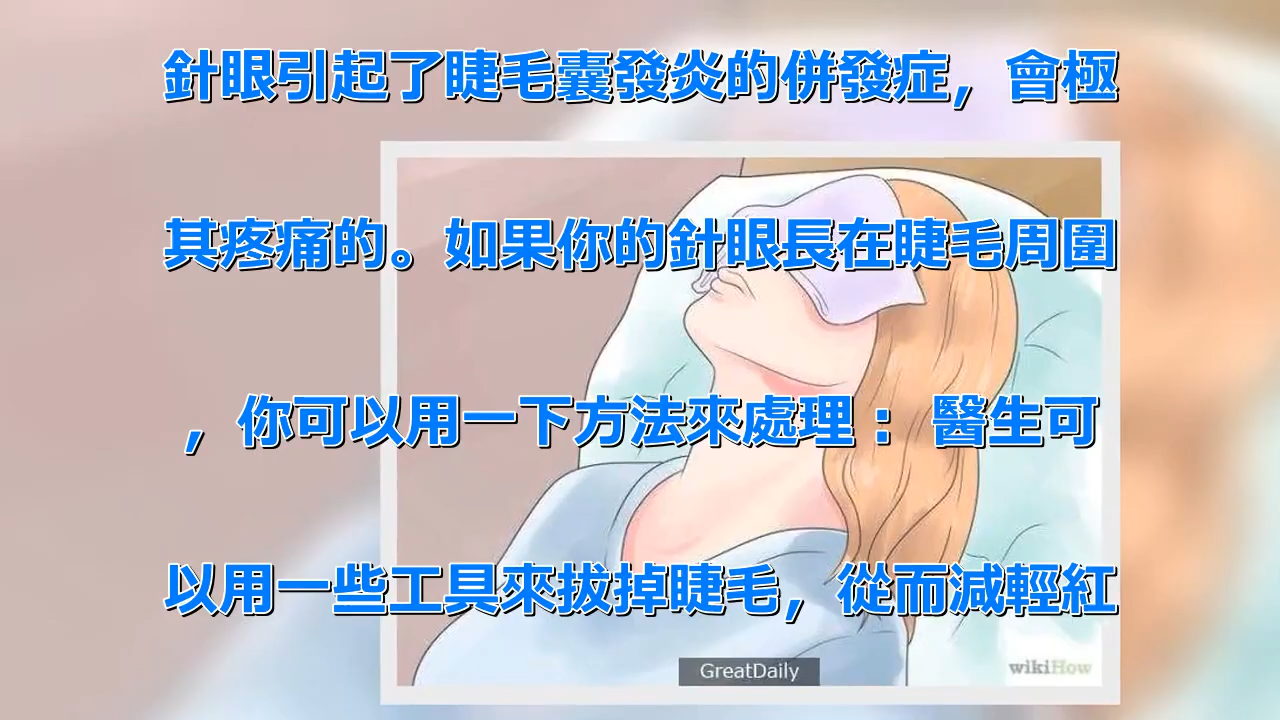 針眼引起了睫毛囊發炎的併發症，會極
其疼痛的。如果你的針眼長在睫毛周圍
，你可以用一下方法來處理：醫生可
以用一些工具來拔掉睫毛，從而減輕紅
GreatDaily
wikiHow